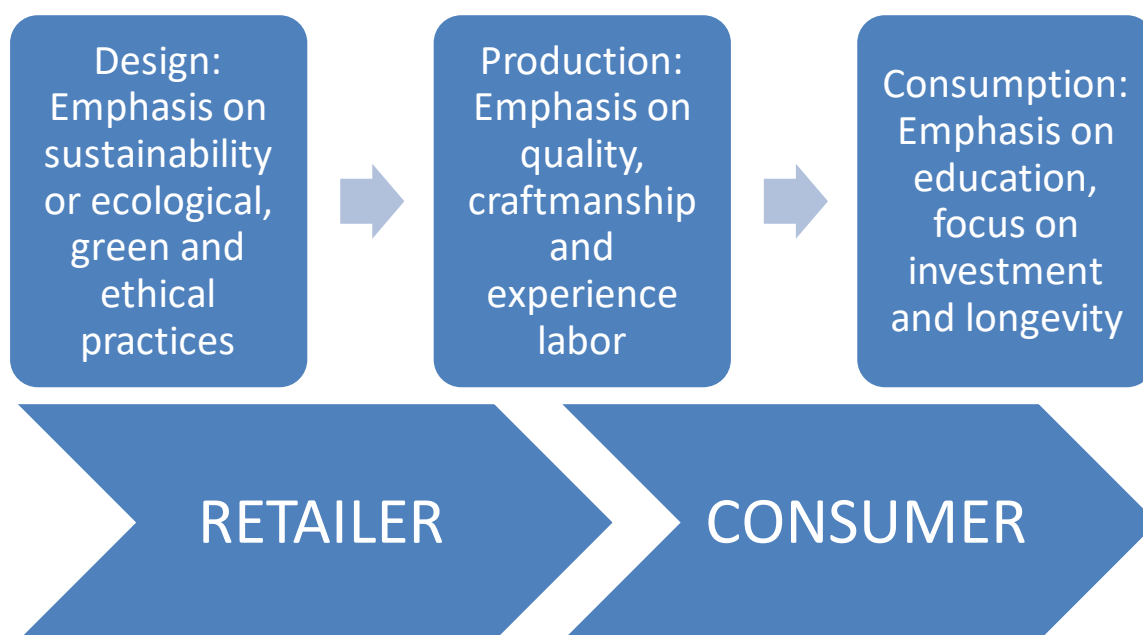 Design:
Emphasis on
sustainability
or ecological,
green and
ethical
practices
Production:
Emphasis on
quality,
craftmanship
and
experience
labor
Consumption:
Emphasis on
education,
focus on
investment
and longevity
RETAILER
CONSUMER